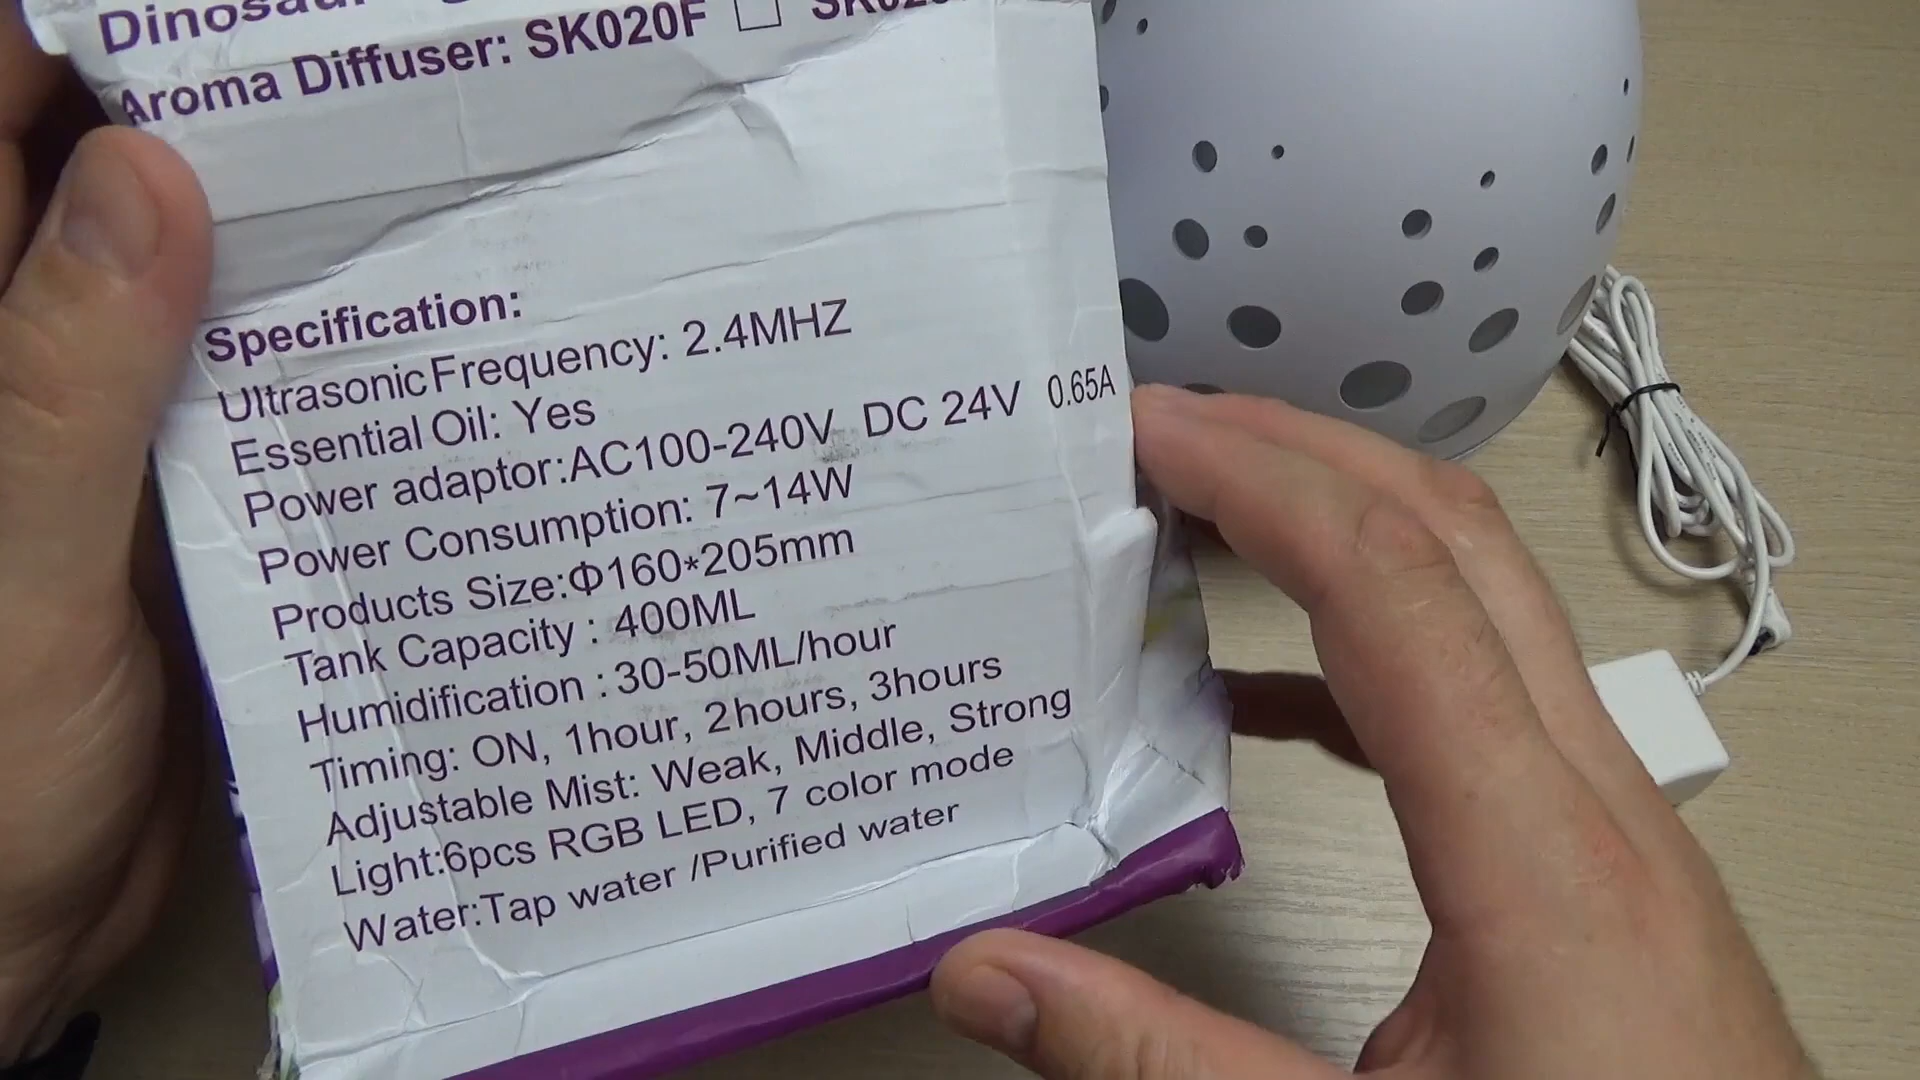 Dinosaur
Aroma Diffuser: SK020F
Specification:
Ultrasonic Frequency: 2.4MHZ
Essential Oil: Yes
Power adaptor:AC100-240V DC 24V 0.65A
Power Consumption: 7~14W
Products Size:Φ160*205mm
Tank Capacity : 400ML
Humidification : 30-50ML/hour
Timing: ON, 1hour, 2hours, 3hours
Adjustable Mist: Weak, Middle, Strong
Light:6pcs RGB LED, 7 color mode
Water:Tap water /Purified water